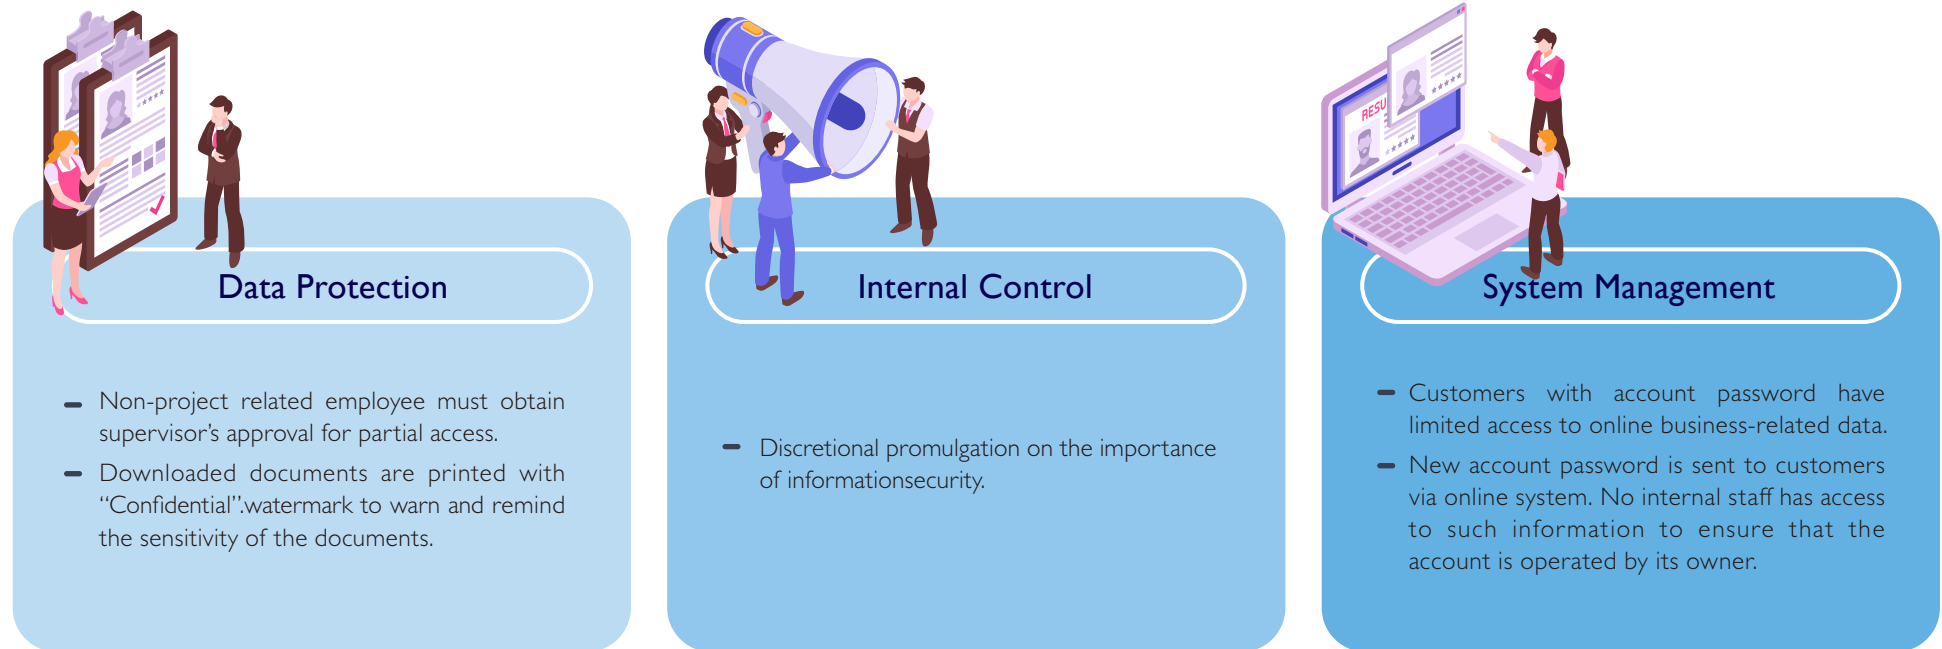 Data Protection
- Non-project related employee must obtain
supervisor's approval for partial access.
- Downloaded documents are printed with
“Confidential”.watermark to warn and remind
the sensitivity of the documents.
Internal Control
- Discretional promulgation on the importance
of informationsecurity.
RESU
System Management
- Customers with account password have
limited access to online business-related data.
- New account password is sent to customers
via online system. No internal staff has access
to such information to ensure that the
account is operated by its owner.